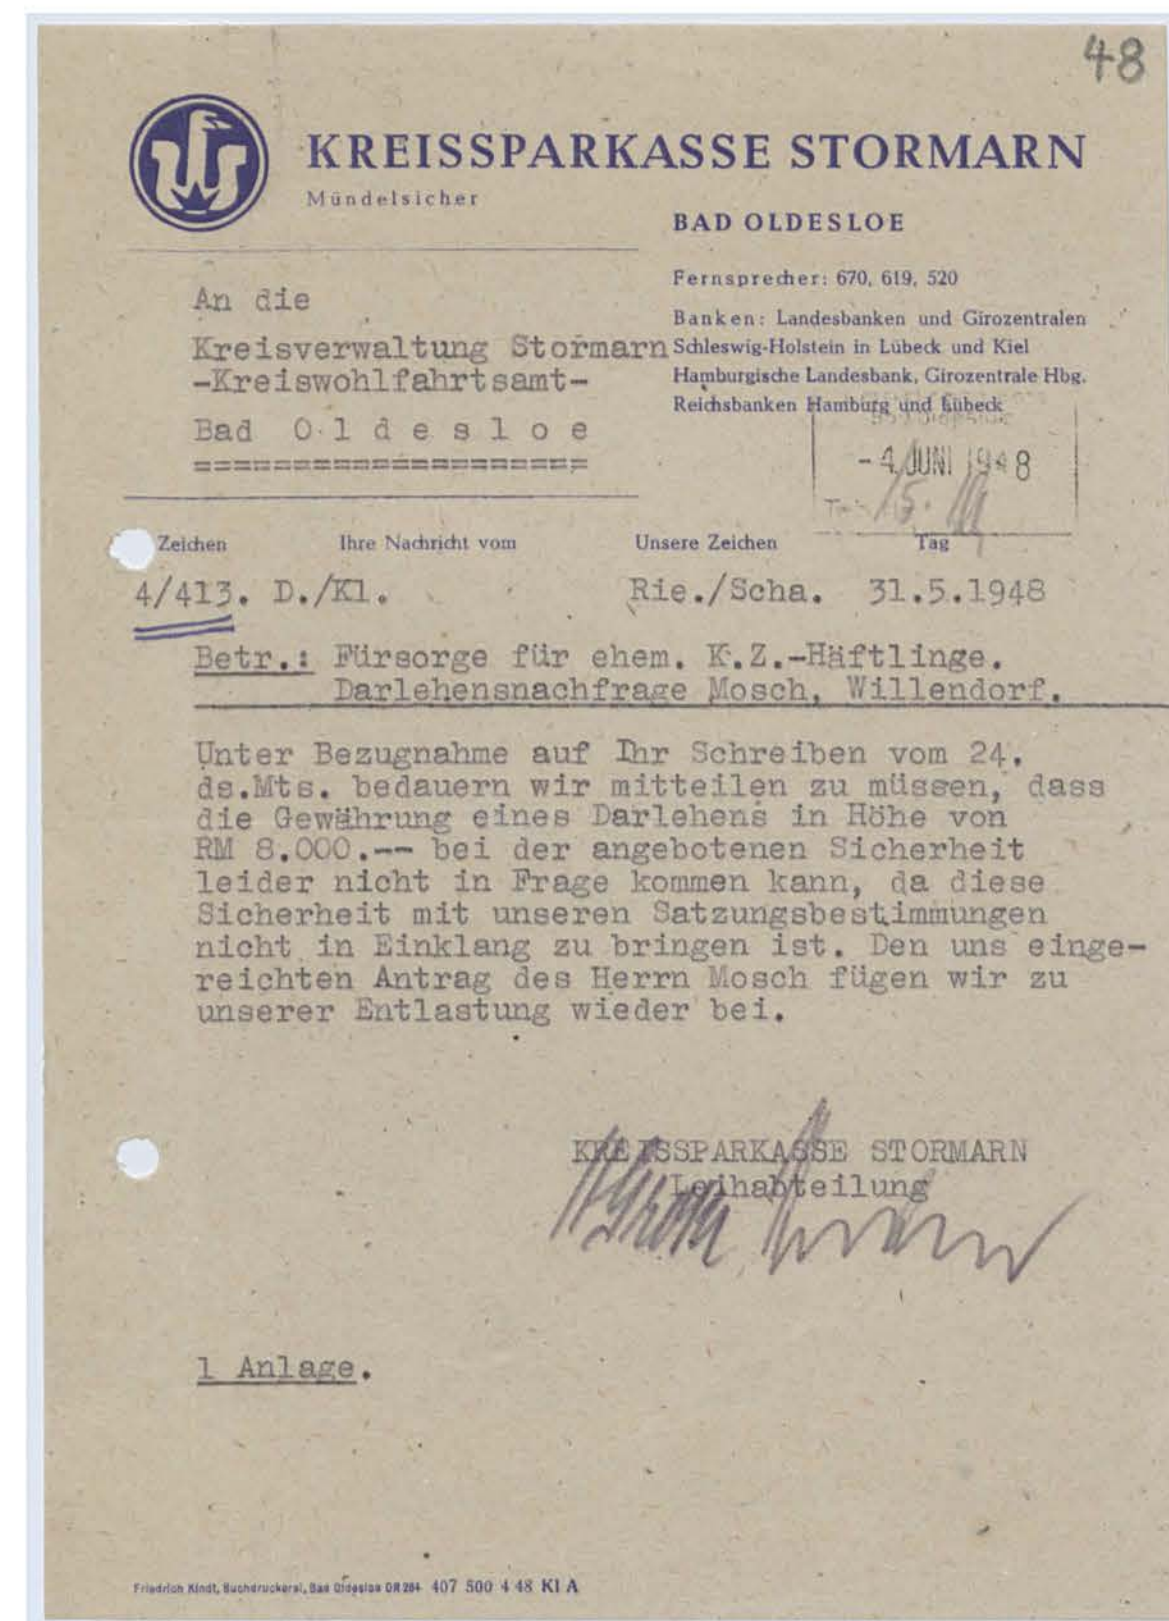 48
KREISSPARKASSE STORMARN
Mündelsicher
BAD OLDESLOE
Fernsprecher: 670, 619, 520
Banken: Landesbanken und Girozentralen
Schleswig-Holstein in Lübeck und Kiel
Hamburgische Landesbank, Girozentrale Hbg.
Reichsbanken Hamburg und Lübeck
An die
Kreisverwaltung Stormarn
-Kreiswohlfahrtsamt-
Bad O l d e s l o e
====================
- 4. JUNI 1948
Zeichen Ihre Nachricht vom Unsere Zeichen Tag
4/413. D./Kl. Rie./Scha. 31.5.1948
Betr.: Fürsorge für ehem. K.Z.-Häftlinge.
Darlehensnachfrage Mosch, Willendorf.
Unter Bezugnahme auf Ihr Schreiben vom 24.
ds.Mts. bedauern wir mitteilen zu müssen, dass
die Gewährung eines Darlehens in Höhe von
RM 8.000.-- bei der angebotenen Sicherheit
leider nicht in Frage kommen kann, da diese
Sicherheit mit unseren Satzungsbestimmungen
nicht in Einklang zu bringen ist. Den uns einge-
reichten Antrag des Herrn Mosch fügen wir zu
unserer Entlastung wieder bei.
KREISSPARKASSE STORMARN
Leihabteilung
1 Anlage.
Friedrich Kindt, Buchdruckerei, Bad Oldesloe DR 284 407 500 4 48 Kl A